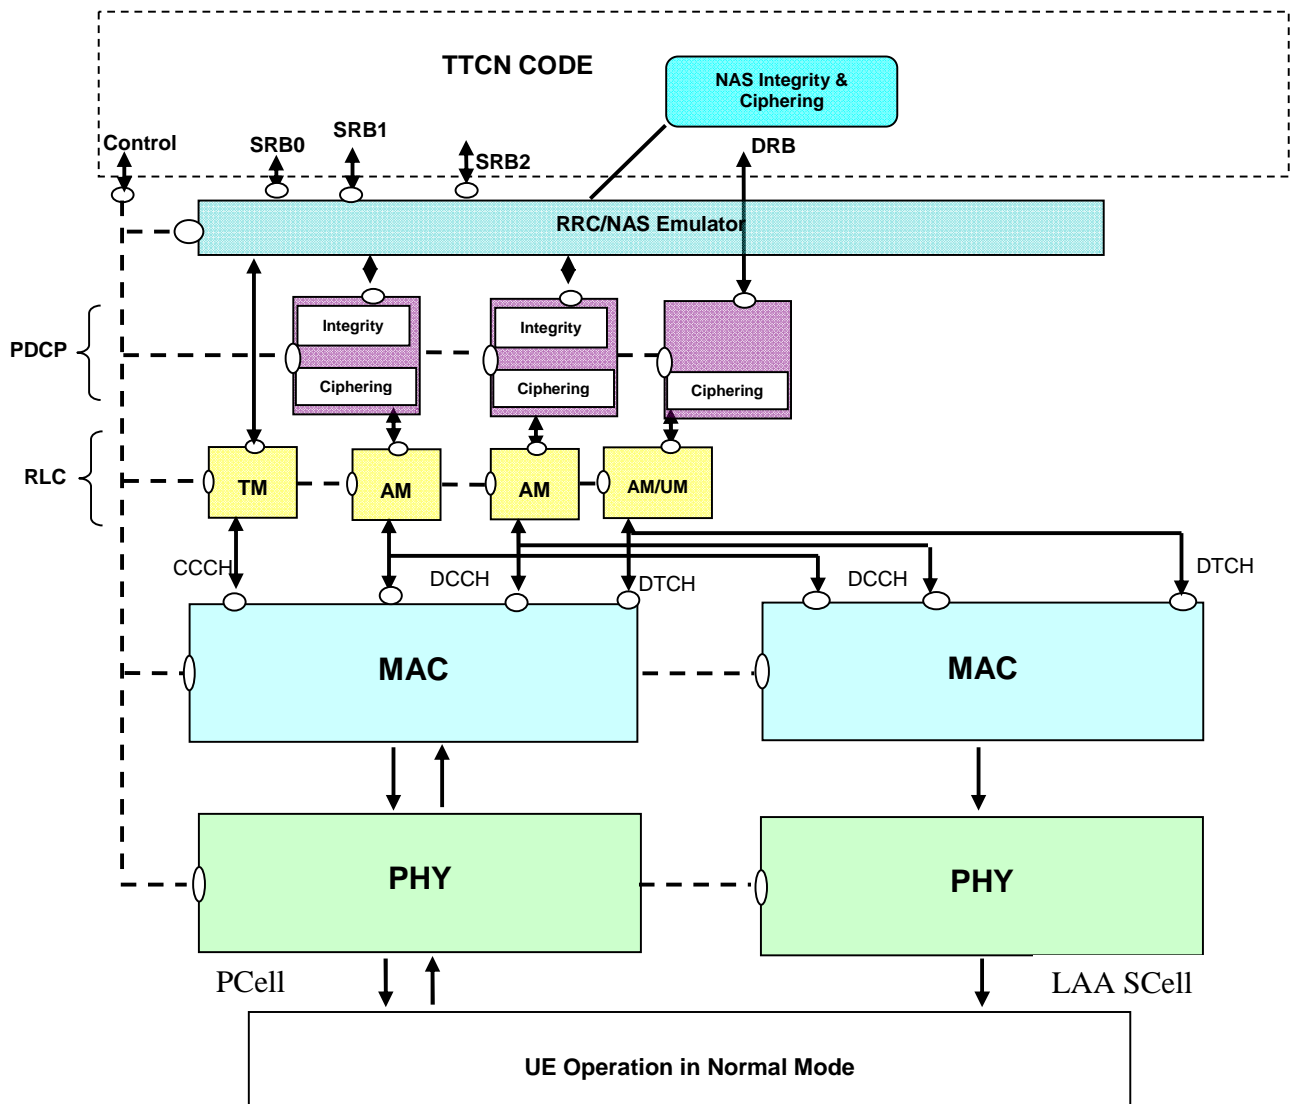 TTCN CODE
NAS Integrity &
Ciphering
Control
SRB0
SRB1
SRB2
DRB
RRC/NAS Emulator
PDCP
Integrity
Ciphering
Integrity
Ciphering
Ciphering
RLC
TM
AM
AM
AM/UM
CCCH
DCCH
DTCH
DCCH
DTCH
MAC
MAC
PHY
PHY
PCell
LAA SCell
UE Operation in Normal Mode